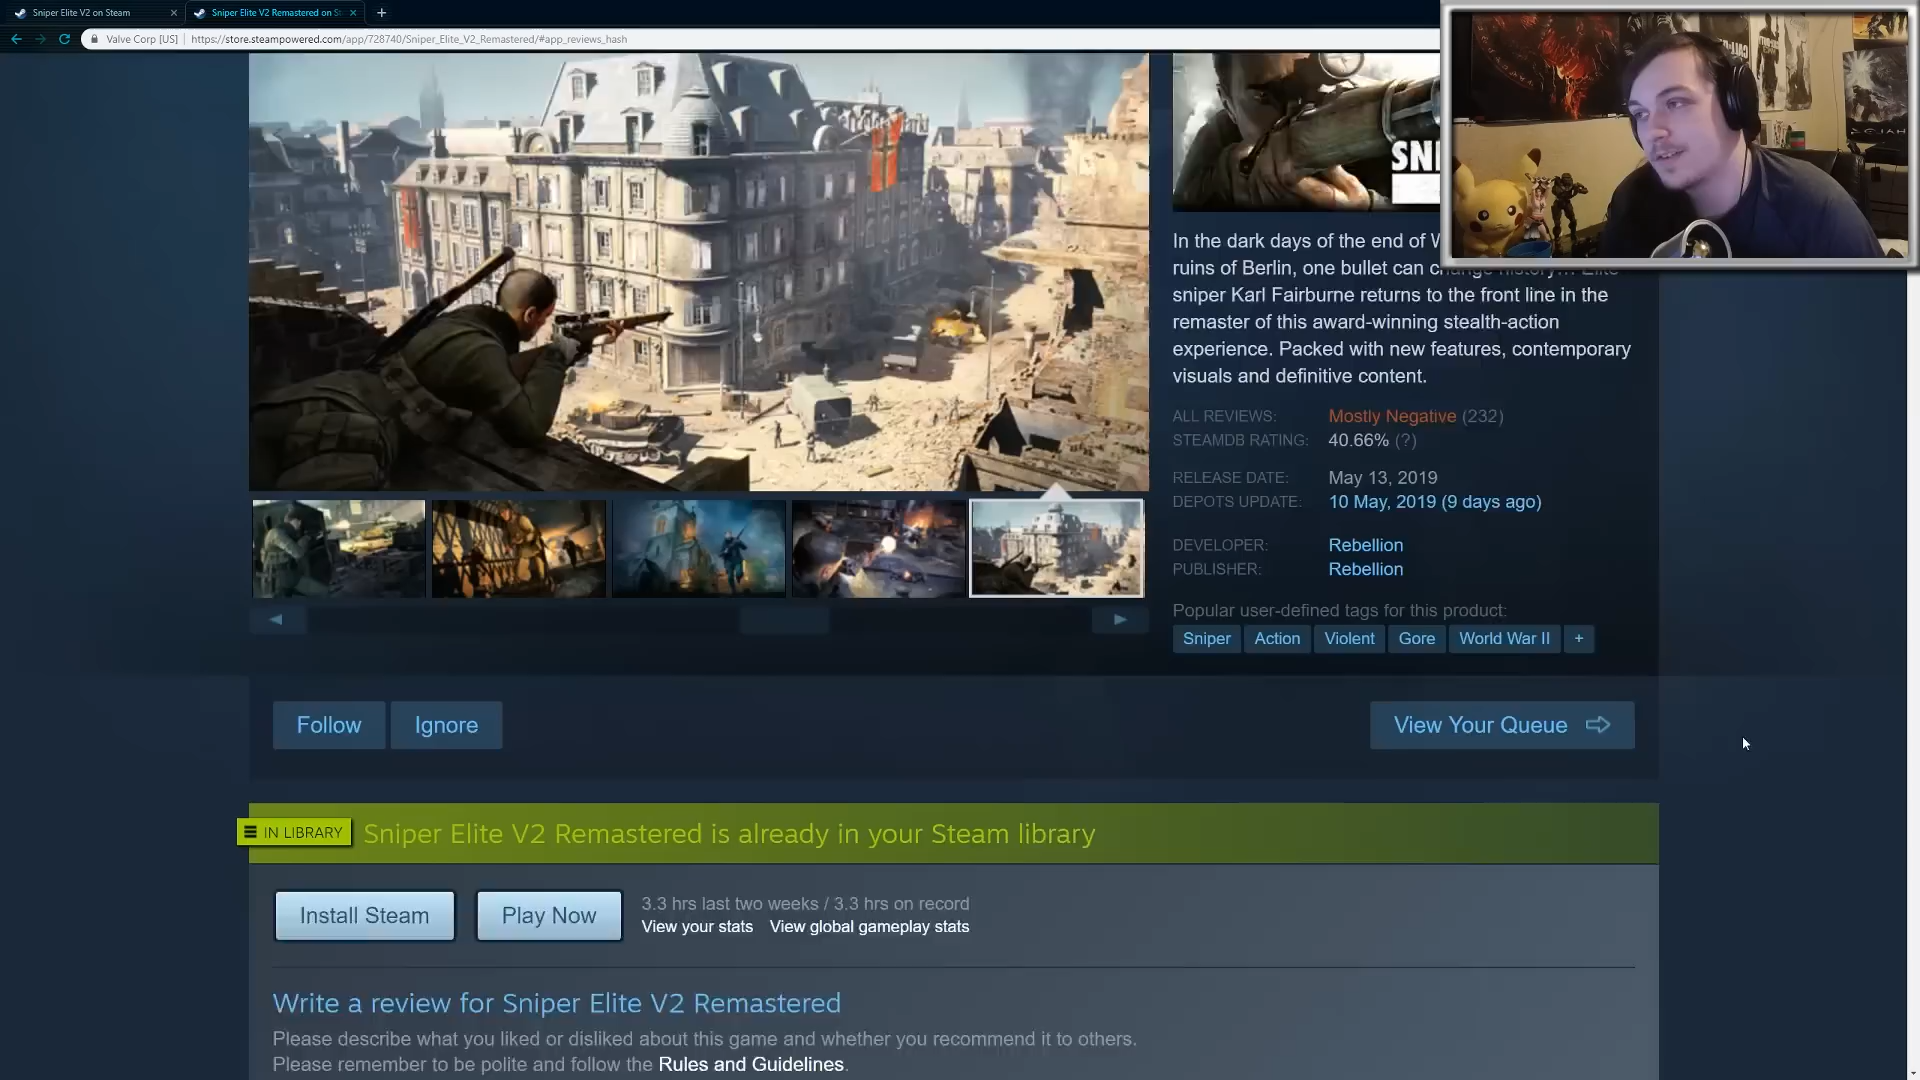 Sniper Elite V2 on Steam
Sniper Elite V2 Remastered on S
Valve Corp [US]
https://store.steampowered.com/app/728740/Sniper_Elite_V2_Remastered/#app_reviews_hash
SNI
In the dark days of the end of W
ruins of Berlin, one bullet can change history… Elite
sniper Karl Fairburne returns to the front line in the
remaster of this award-winning stealth-action
experience. Packed with new features, contemporary
visuals and definitive content.
ALL REVIEWS: Mostly Negative (232)
STEAMDB RATING: 40.66% (?)
RELEASE DATE: May 13, 2019
DEPOTS UPDATE: 10 May, 2019 (9 days ago)
DEVELOPER: Rebellion
PUBLISHER: Rebellion
Popular user-defined tags for this product:
Sniper Action Violent Gore World War II +
Follow Ignore View Your Queue
IN LIBRARY Sniper Elite V2 Remastered is already in your Steam library
Install Steam Play Now
3.3 hrs last two weeks / 3.3 hrs on record
View your stats View global gameplay stats
Write a review for Sniper Elite V2 Remastered
Please describe what you liked or disliked about this game and whether you recommend it to others.
Please remember to be polite and follow the Rules and Guidelines.